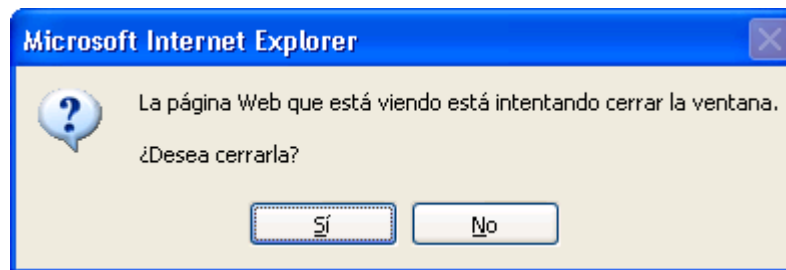 Microsoft Internet Explorer
La página Web que está viendo está intentando cerrar la ventana.
¿Desea cerrarla?
Sí
No